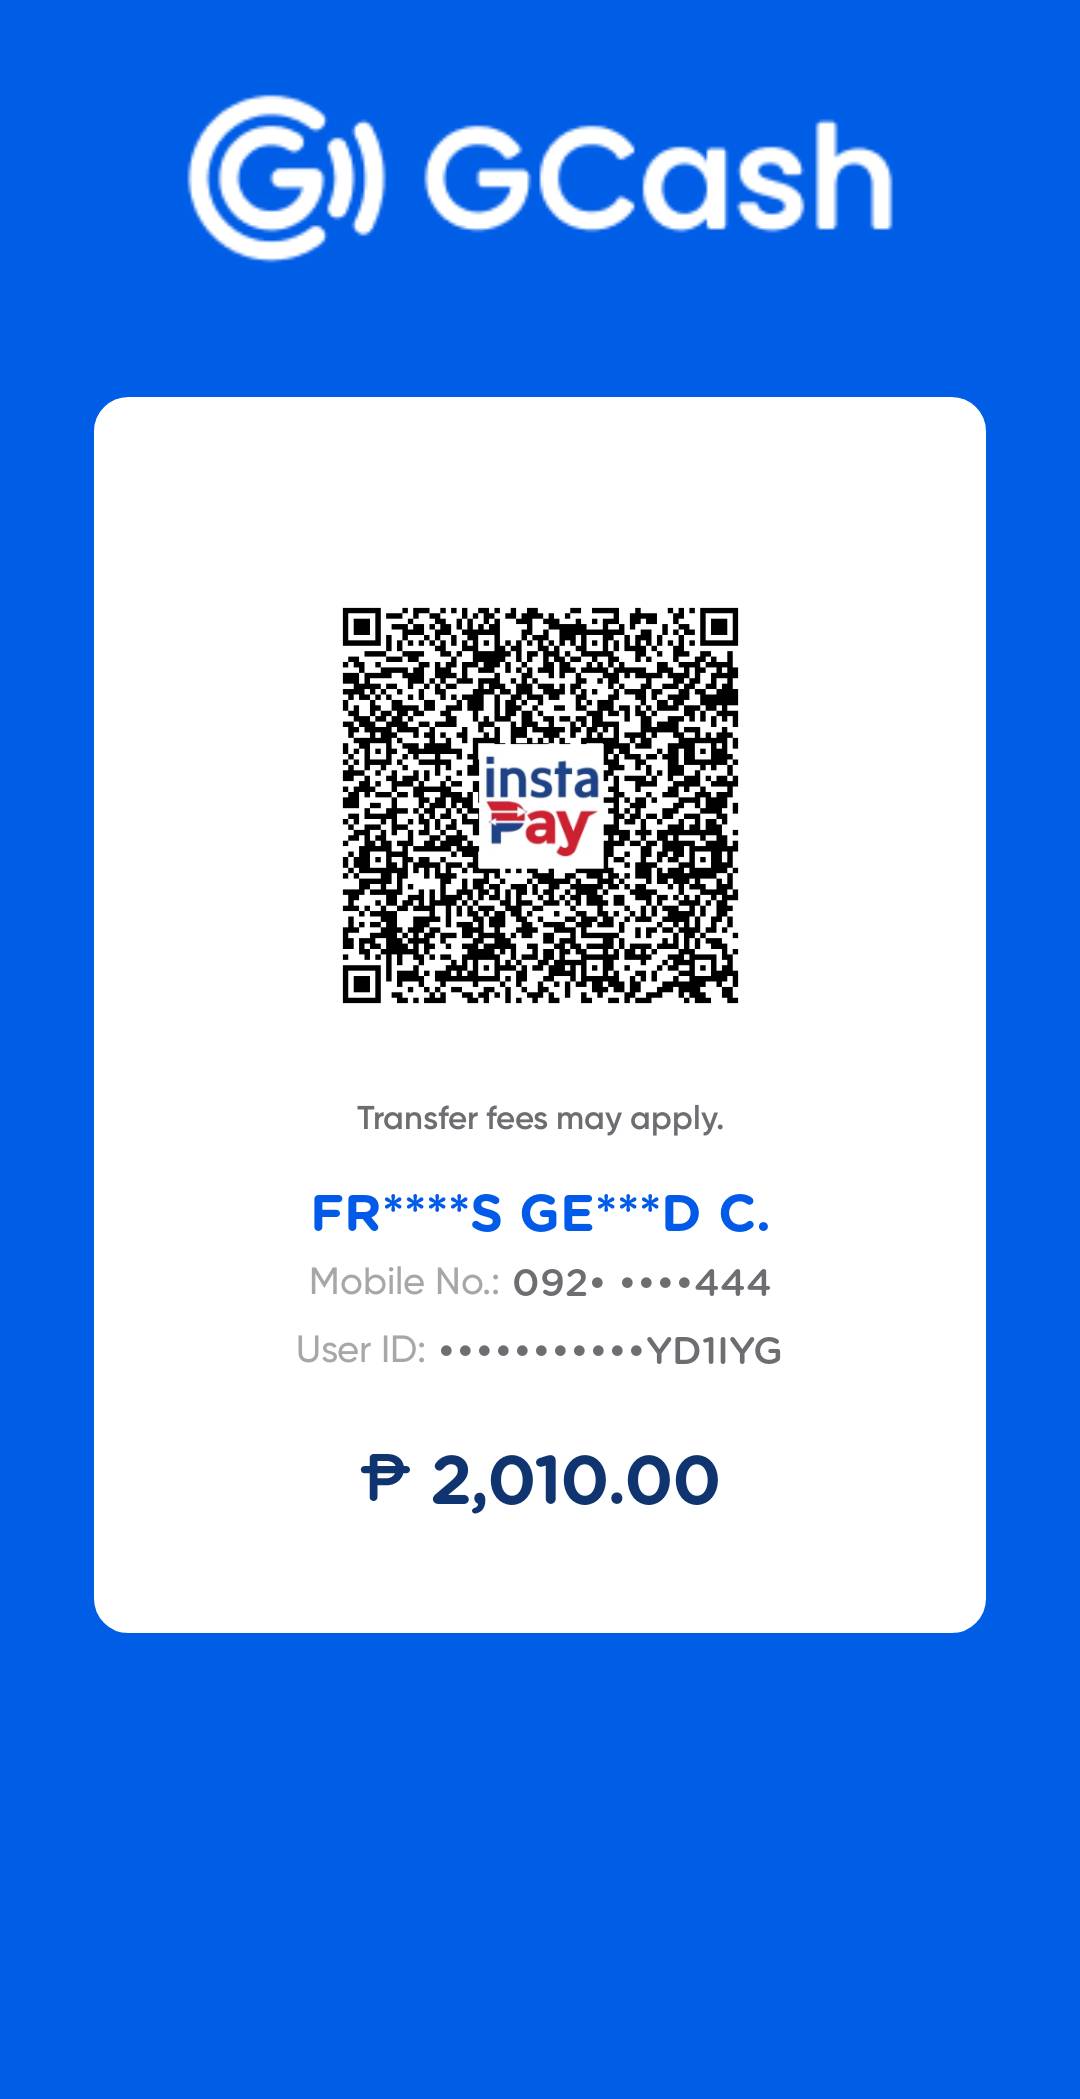 GCash
insta
Pay
Transfer fees may apply.
FR****S GE***D C.
Mobile No.: 092• ••••444
User ID: •••••••••••YD1IYG
₱ 2,010.00